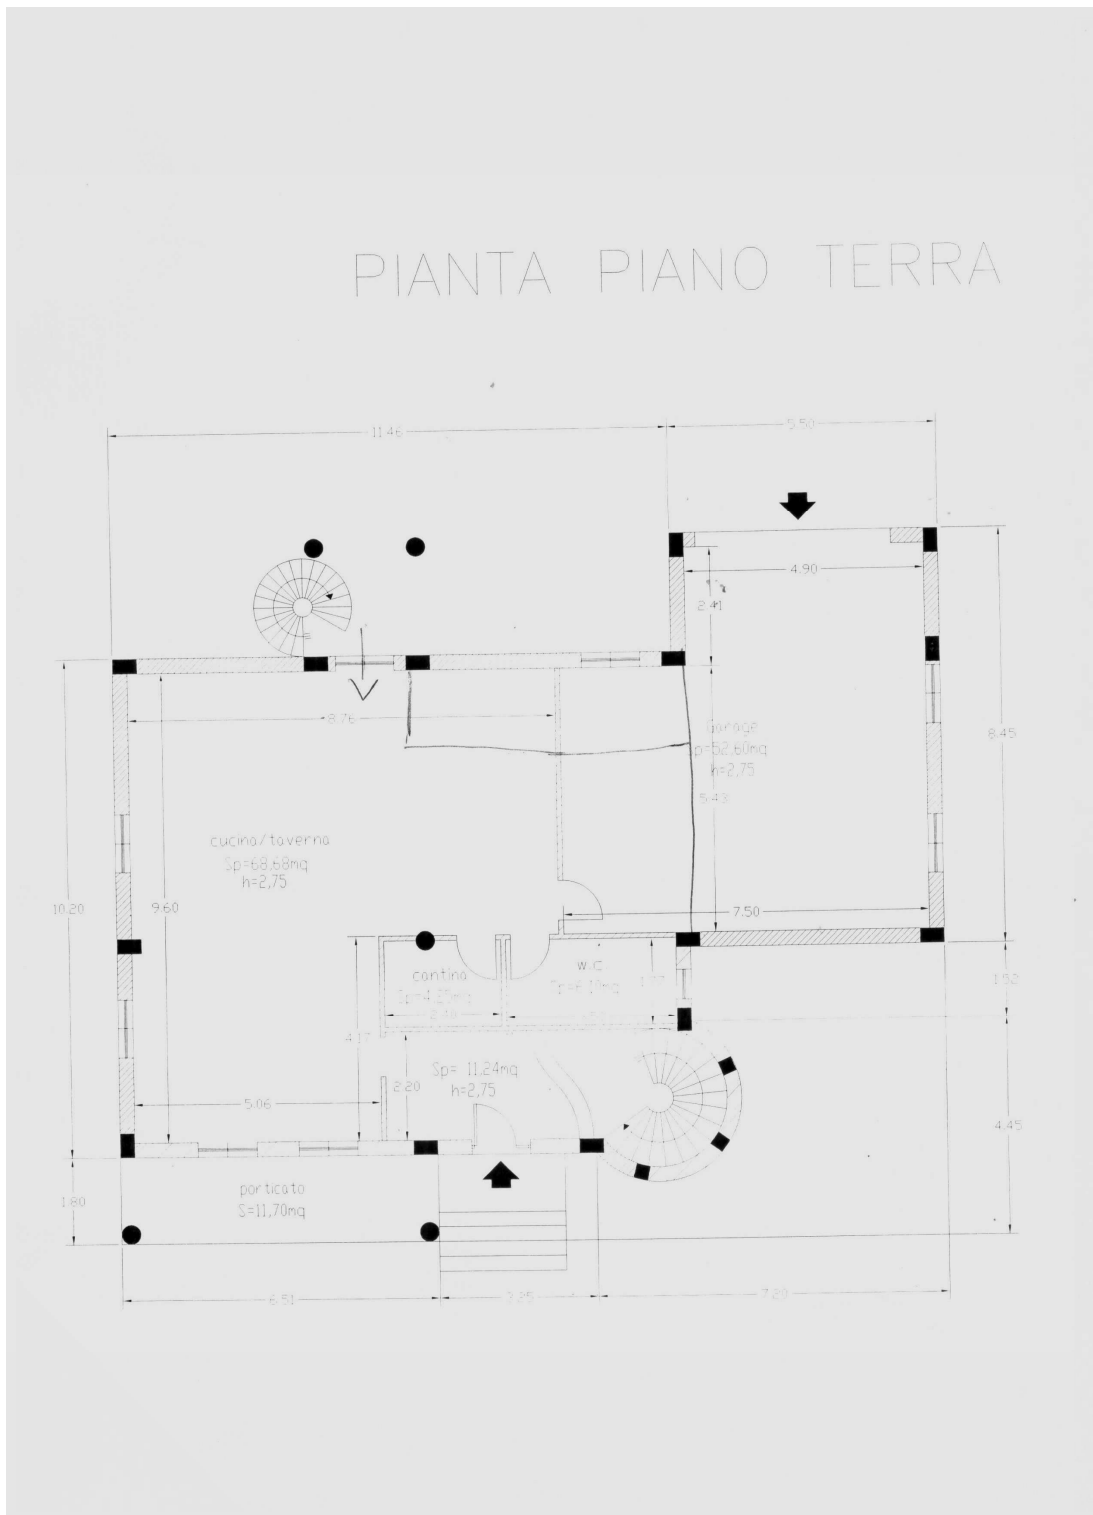 PIANTA PIANO TERRA
11.46
5.50
4.90
2.41
8.76
Garage
p=52,60mq
h=2,75
8.45
5.43
cucina/taverna
Sp=68,68mq
h=2,75
10.20
9.60
7.50
w.c
cantina
1.52
2.40
4.17
Sp= 11,24mq
h=2,75
2.20
5.06
4.45
porticato
S=11,70mq
1.80
6.51
3.25
7.20